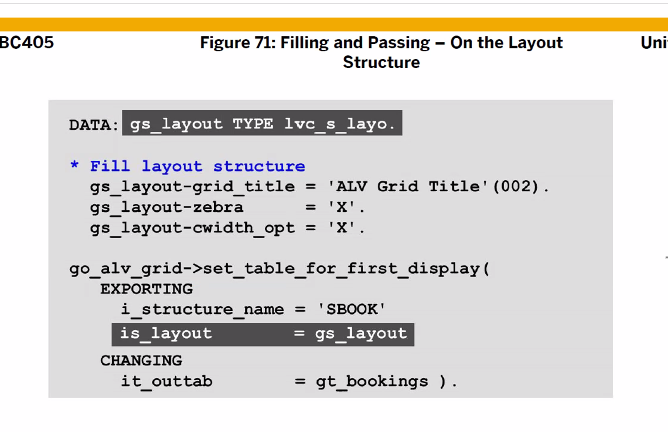 BC405
Figure 71: Filling and Passing – On the Layout
Structure
Uni
DATA: gs_layout TYPE lvc_s_layo.
* Fill layout structure
gs_layout-grid_title = 'ALV Grid Title'(002).
gs_layout-zebra = 'X'.
gs_layout-cwidth_opt = 'X'.
go_alv_grid->set_table_for_first_display(
EXPORTING
i_structure_name = 'SBOOK'
is_layout = gs_layout
CHANGING
it_outtab = gt_bookings ).